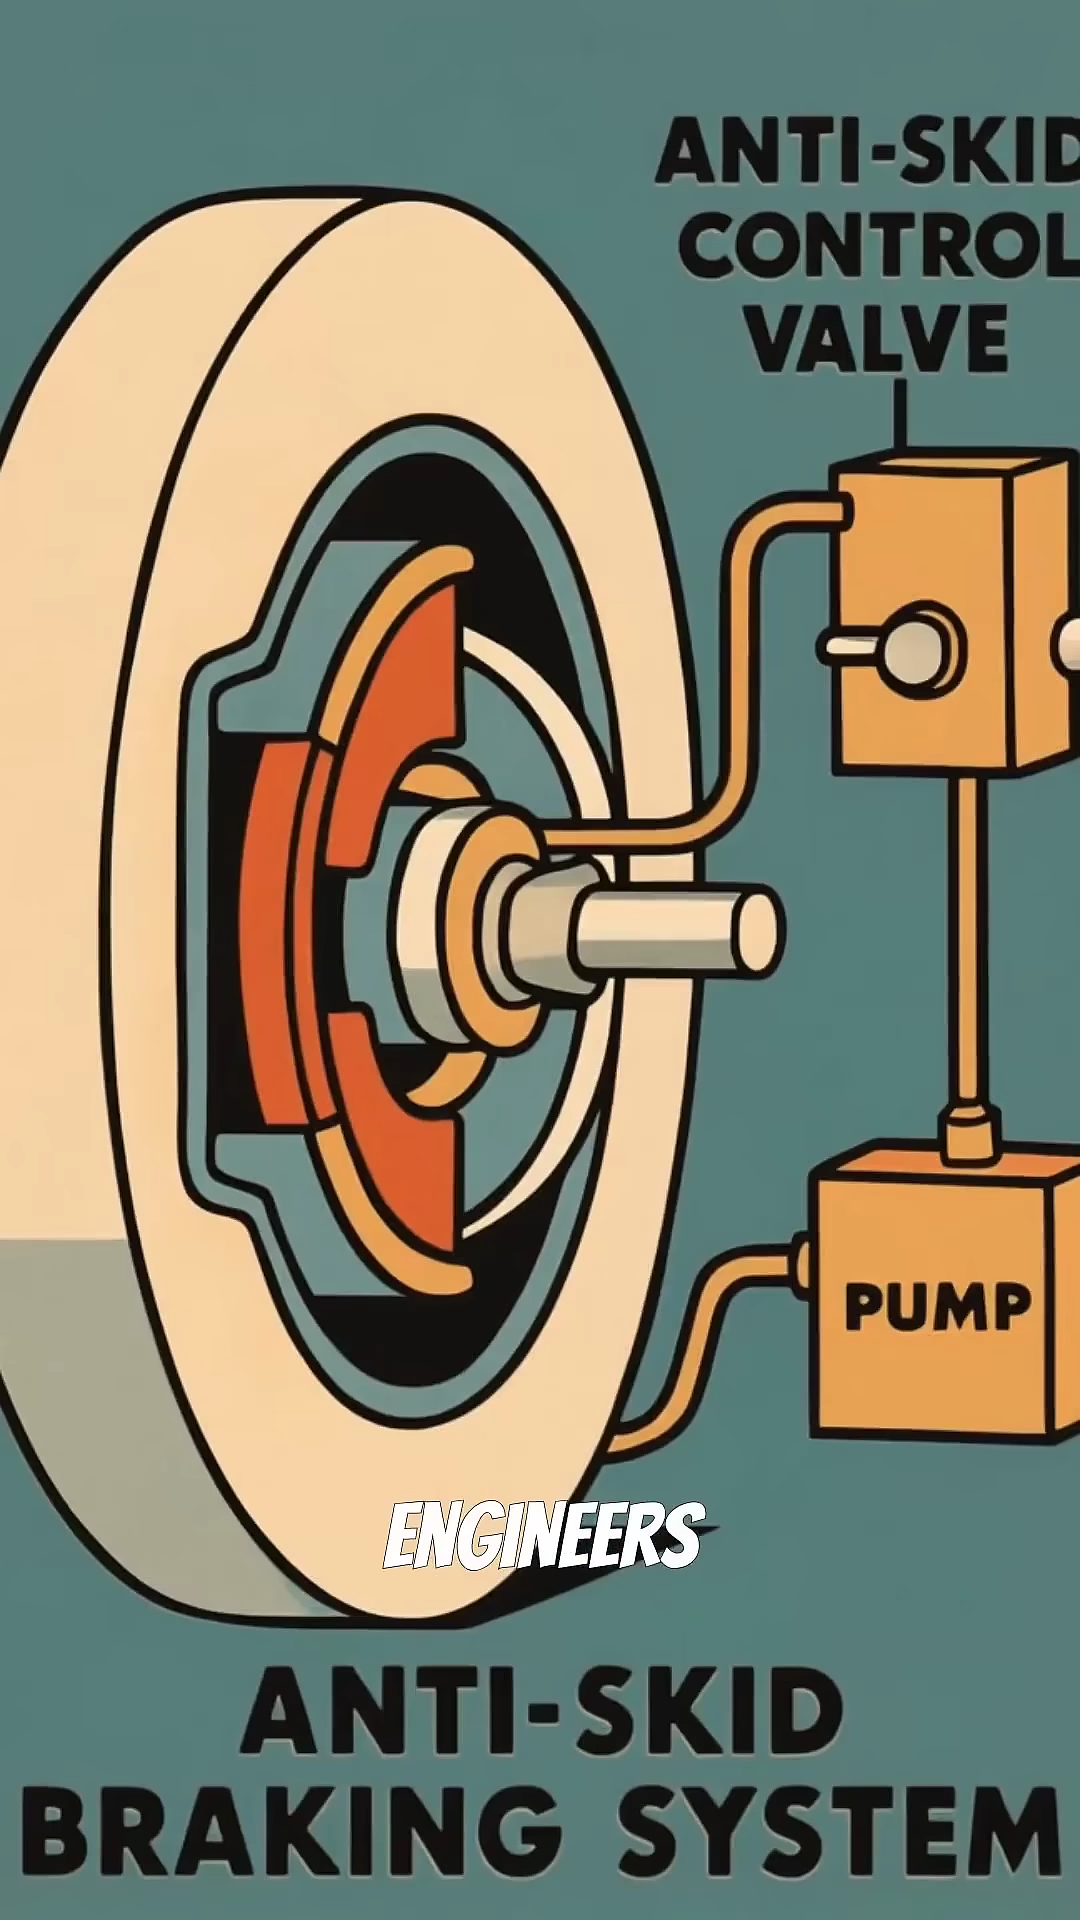 ANTI-SKID
CONTROL
VALVE
PUMP
ENGINEERS
ANTI-SKID
BRAKING SYSTEM